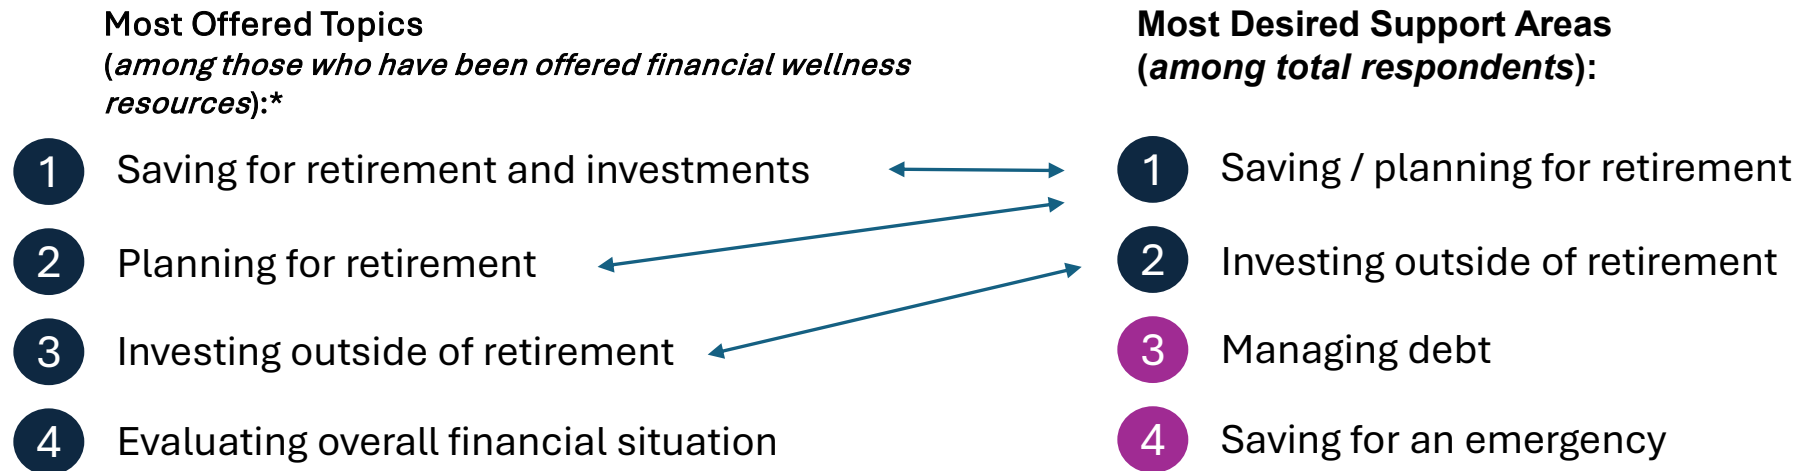 Most Offered Topics
(among those who have been offered financial wellness
resources):*
1 Saving for retirement and investments
2 Planning for retirement
3 Investing outside of retirement
4 Evaluating overall financial situation
Most Desired Support Areas
(among total respondents):
1 Saving / planning for retirement
2 Investing outside of retirement
3 Managing debt
4 Saving for an emergency